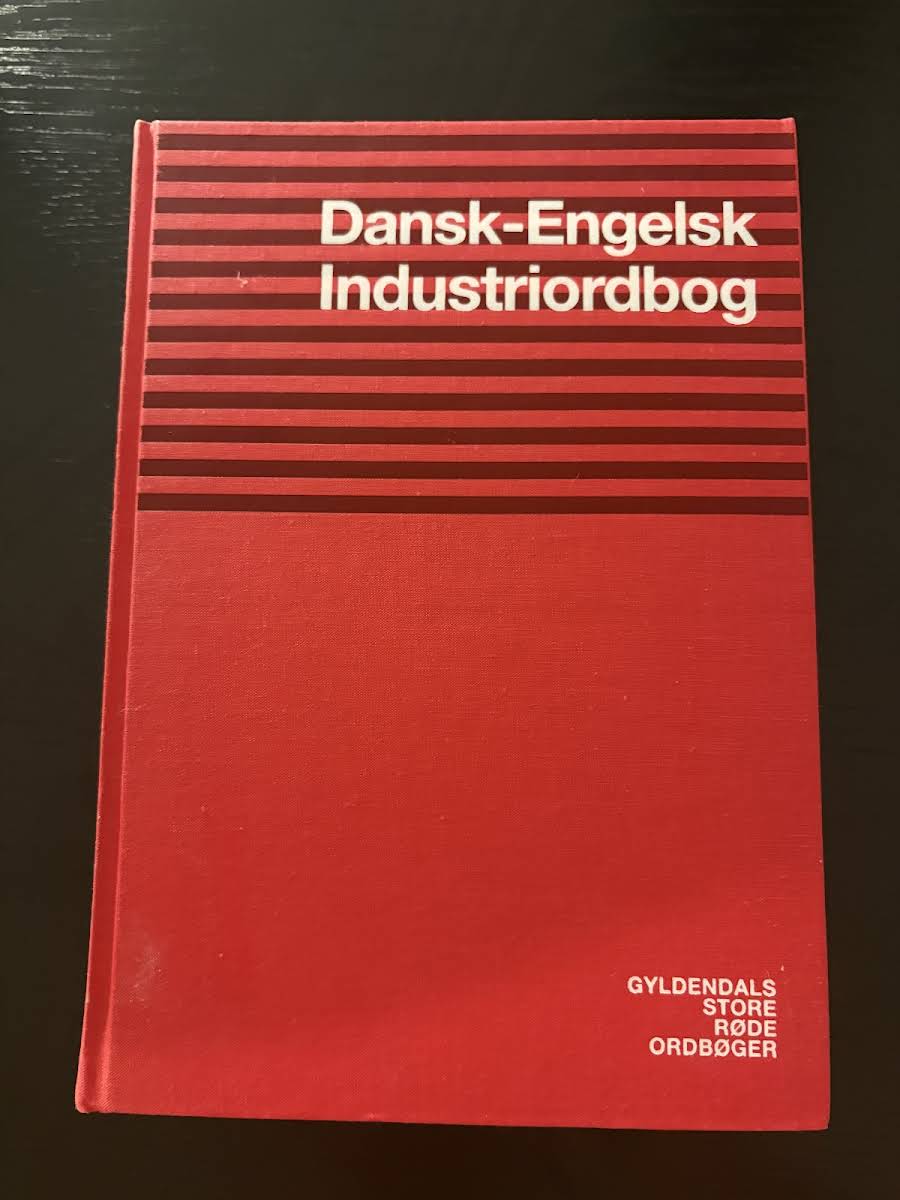 Dansk-Engelsk
Industriordbog
GYLDENDALS
STORE
RØDE
ORDBØGER